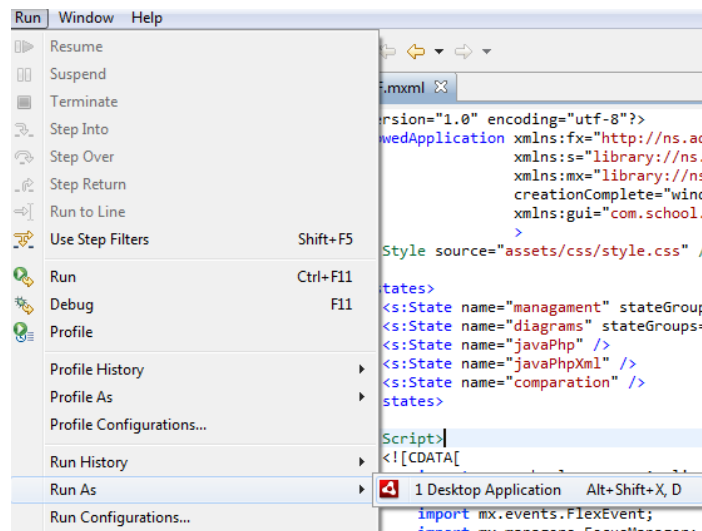 Run Window Help
Resume
Suspend
Terminate
Step Into
Step Over
Step Return
Run to Line
Use Step Filters Shift+F5
Run Ctrl+F11
Debug F11
Profile
Profile History
Profile As
Profile Configurations...
Run History
Run As
Run Configurations...
1 Desktop Application Alt+Shift+X, D
F.mxml
rsion="1.0" encoding="utf-8"?>
wedApplication xmlns:fx="http://ns.ad
xmlns:s="library://ns.
xmlns:mx="library://ns
creationComplete="wind
xmlns:gui="com.school.
>
Style source="assets/css/style.css" /
tates>
<s:State name="managament" stateGroup
<s:State name="diagrams" stateGroups=
<s:State name="javaPhp" />
<s:State name="javaPhpXml" />
<s:State name="comparation" />
states>
Script>
<![CDATA[
import mx.events.FlexEvent;